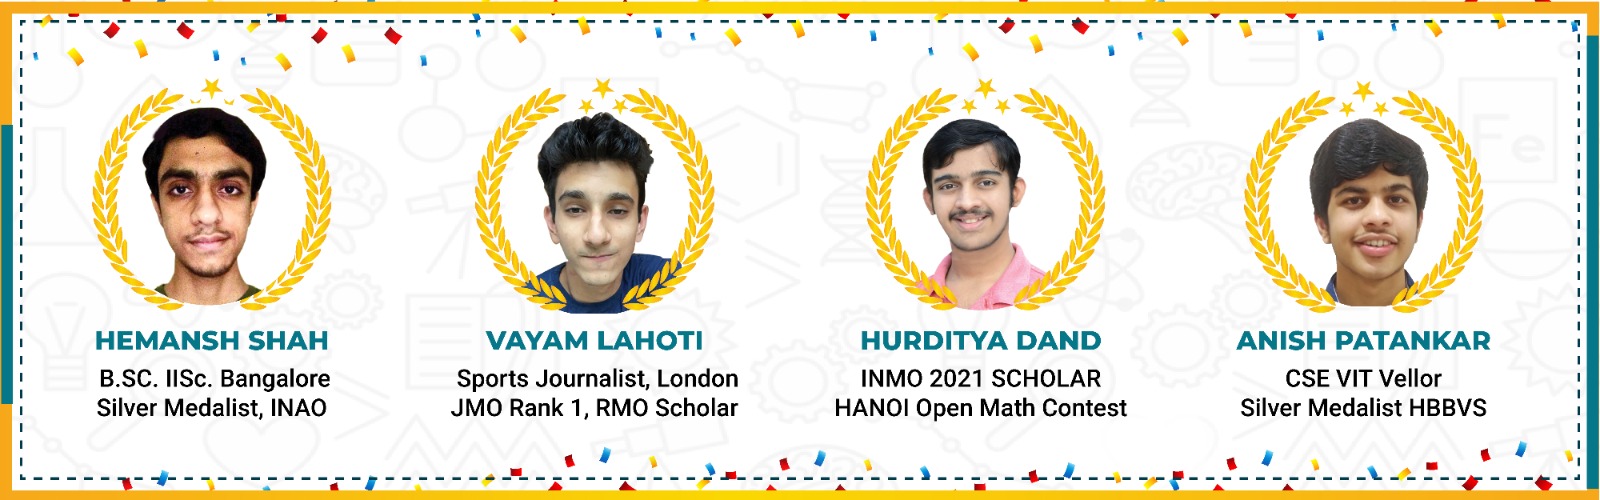 HEMANSH SHAH
B.SC. IISc. Bangalore
Silver Medalist, INAO
VAYAM LAHOTI
Sports Journalist, London
JMO Rank 1, RMO Scholar
HURDITYA DAND
INMO 2021 SCHOLAR
HANOI Open Math Contest
ANISH PATANKAR
CSE VIT Vellor
Silver Medalist HBBVS
Fe